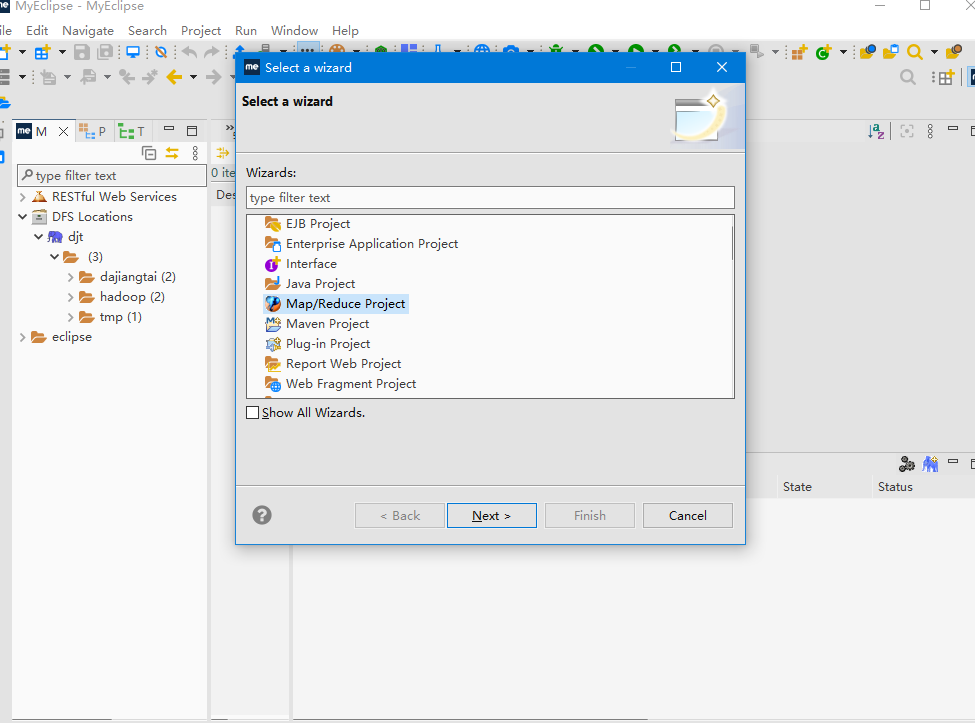 me MyEclipse - MyEclipse
ile Edit Navigate Search Project Run Window Help
me Select a wizard
Select a wizard
me M P T
type filter text
RESTful Web Services
DFS Locations
djt
(3)
dajiangtai (2)
hadoop (2)
tmp (1)
eclipse
0 ite
Des
Wizards:
type filter text
EJB Project
Enterprise Application Project
Interface
Java Project
Map/Reduce Project
Maven Project
Plug-in Project
Report Web Project
Web Fragment Project
Show All Wizards.
< Back Next > Finish Cancel
State Status